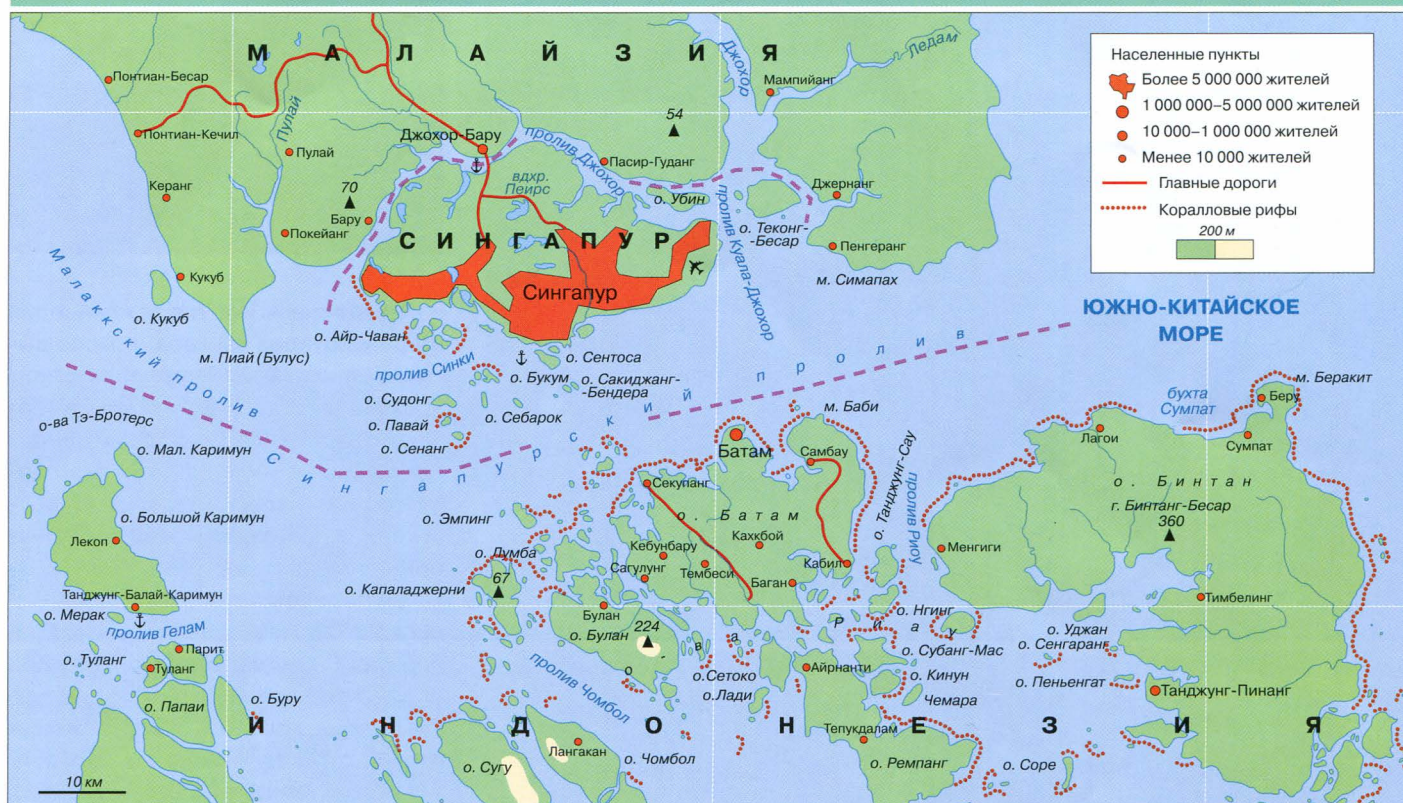 МАЛАЙЗИЯ
Понтиан-Бесар
Понтиан-Кечил
Пулай
Пулай
Керанг
Кукуб
о. Кукуб
м. Пиай (Булус)
Покейанг
70
Бару
Джохор-Бару
пролив Джохор
вдхр.
Пеирс
54
Пасир-Гуданг
о. Убин
Джохор
Мампийанг
Ледам
Джернанг
о. Теконг-
-Бесар
Пенгеранг
м. Симапах
пролив Куала-Джохор
СИНГАПУР
Сингапур
о. Айр-Чаван
пролив Синки
о. Сентоса
о. Букум
о. Сакиджанг-
-Бендера
о. Судонг
о. Себарок
о. Павай
о. Сенанг
Малаккский пролив
Сингапурский пролив
Населенные пункты
Более 5 000 000 жителей
1 000 000–5 000 000 жителей
10 000–1 000 000 жителей
Менее 10 000 жителей
Главные дороги
Коралловые рифы
200 м
ЮЖНО-КИТАЙСКОЕ
МОРЕ
о-ва Тэ-Бротерс
о. Мал. Каримун
о. Большой Каримун
Лекоп
Танджунг-Балай-Каримун
о. Мерак
пролив Гелам
Парит
о. Туланг
Туланг
о. Папаи
о. Буру
о. Эмпинг
о. Думба
67
о. Капаладжерни
Батам
м. Баби
Самбау
Секупанг
о. Батам
Кебунбару
Каxкбой
Сагулунг
Тембеси
Баган
Кабил
о. Танджунг-Сау
пролив Риоу
Булан
о. Булан
224
пролив Чомбол
о-ва Риау
о. Сетоко
о. Лади
Айрнанти
о. Нгинг
о. Субанг-Мас
о. Кинун
Чемара
Лагои
бухта
Сумпат
м. Беракит
Беру
Сумпат
о. Бинтан
г. Бинтанг-Бесар
360
Менгиги
Тимбелинг
о. Уджан
о. Сенгаранг
о. Пеньенгат
Танджунг-Пинанг
ИНДОНЕЗИЯ
Тепукдалам
о. Ремпанг
о. Соре
Лангакан
о. Чомбол
о. Сугу
10 км